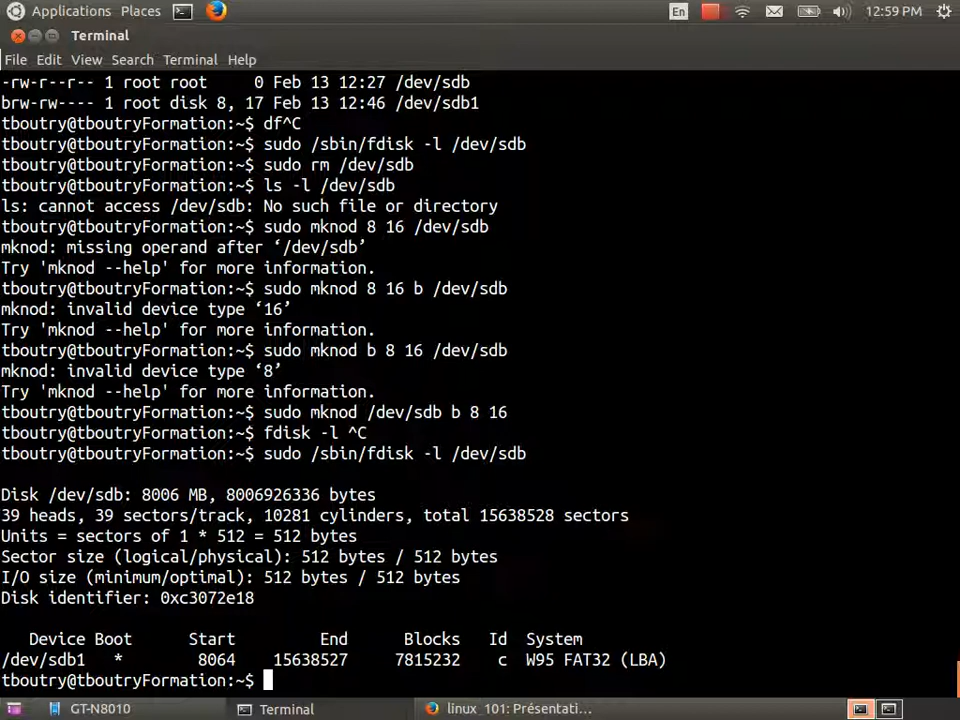 Applications Places En 12:59 PM
Terminal
File Edit View Search Terminal Help
-rw-r--r-- 1 root root     0 Feb 13 12:27 /dev/sdb
brw-rw---- 1 root disk 8, 17 Feb 13 12:46 /dev/sdb1
tboutry@tboutryFormation:~$ df^C
tboutry@tboutryFormation:~$ sudo /sbin/fdisk -l /dev/sdb
tboutry@tboutryFormation:~$ sudo rm /dev/sdb
tboutry@tboutryFormation:~$ ls -l /dev/sdb
ls: cannot access /dev/sdb: No such file or directory
tboutry@tboutryFormation:~$ sudo mknod 8 16 /dev/sdb
mknod: missing operand after ‘/dev/sdb’
Try 'mknod --help' for more information.
tboutry@tboutryFormation:~$ sudo mknod 8 16 b /dev/sdb
mknod: invalid device type ‘16’
Try 'mknod --help' for more information.
tboutry@tboutryFormation:~$ sudo mknod b 8 16 /dev/sdb
mknod: invalid device type ‘8’
Try 'mknod --help' for more information.
tboutry@tboutryFormation:~$ sudo mknod /dev/sdb b 8 16
tboutry@tboutryFormation:~$ fdisk -l ^C
tboutry@tboutryFormation:~$ sudo /sbin/fdisk -l /dev/sdb
Disk /dev/sdb: 8006 MB, 8006926336 bytes
39 heads, 39 sectors/track, 10281 cylinders, total 15638528 sectors
Units = sectors of 1 * 512 = 512 bytes
Sector size (logical/physical): 512 bytes / 512 bytes
I/O size (minimum/optimal): 512 bytes / 512 bytes
Disk identifier: 0xc3072e18
Device Boot      Start         End      Blocks   Id  System
/dev/sdb1   *        8064    15638527     7815232    c  W95 FAT32 (LBA)
tboutry@tboutryFormation:~$
GT-N8010 Terminal linux_101: Présentati...